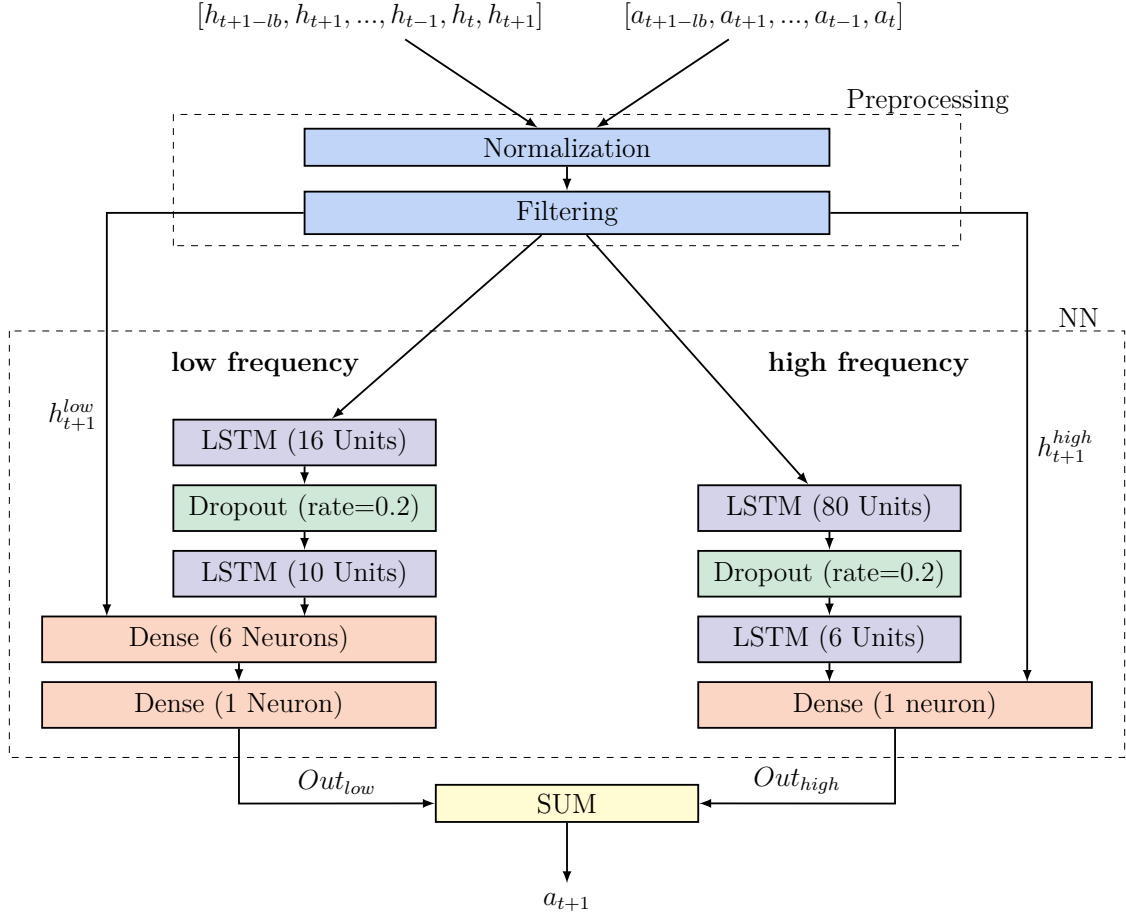 [h_{t+1-lb}, h_{t+1}, ..., h_{t-1}, h_t, h_{t+1}]
[a_{t+1-lb}, a_{t+1}, ..., a_{t-1}, a_t]
Preprocessing
Normalization
Filtering
NN
low frequency
high frequency
h_{t+1}^{low}
h_{t+1}^{high}
LSTM (16 Units)
Dropout (rate=0.2)
LSTM (10 Units)
Dense (6 Neurons)
Dense (1 Neuron)
LSTM (80 Units)
Dropout (rate=0.2)
LSTM (6 Units)
Dense (1 neuron)
Out_{low}
Out_{high}
SUM
a_{t+1}